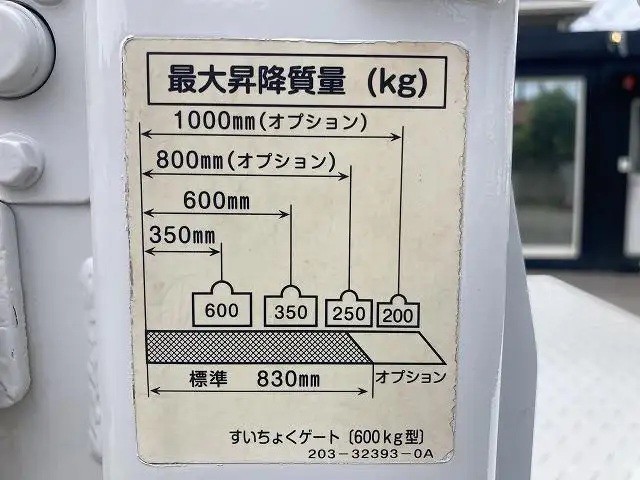 最大昇降質量 (kg)
1000mm(オプション)
800mm(オプション)
600mm
350mm
600 350 250 200
標準 830mm オプション
すいちょくゲート〔600kg型〕
203-32393-0A